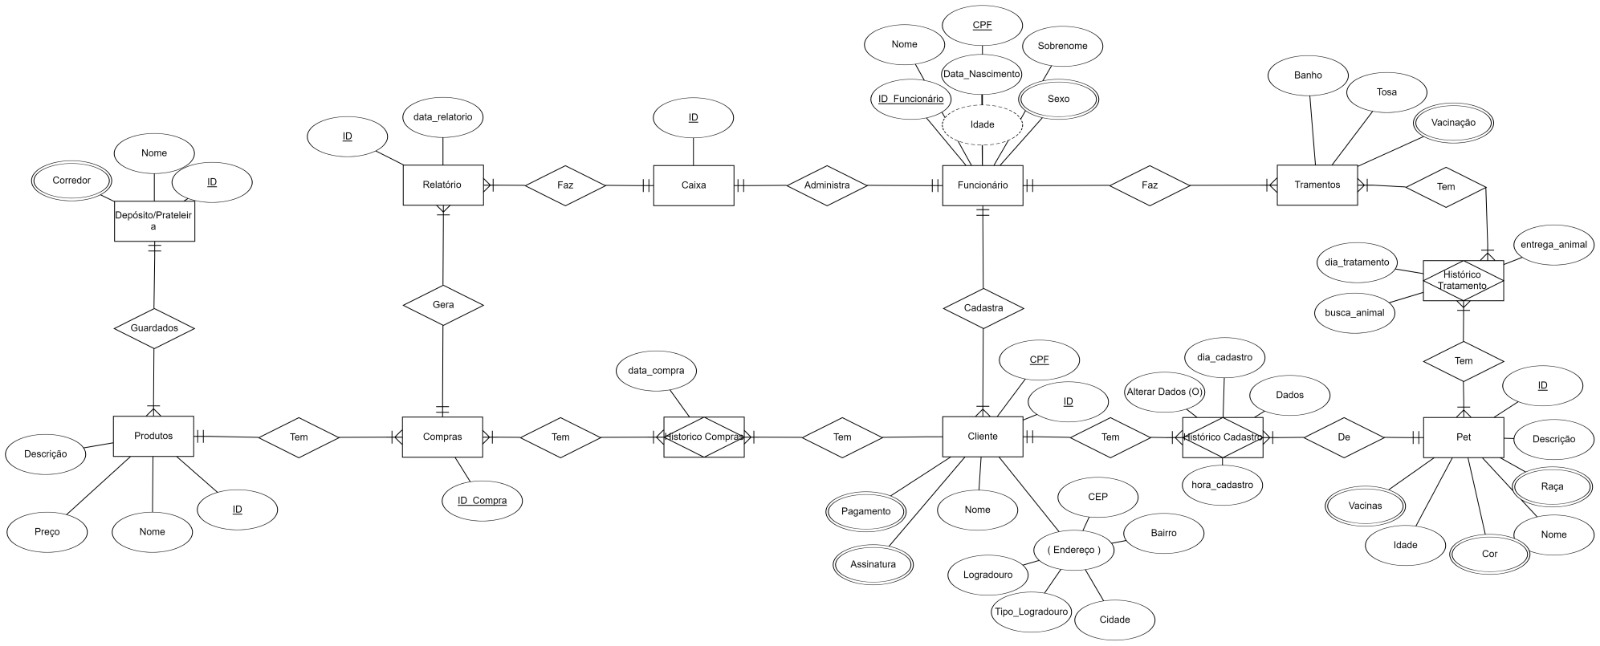 CPF
Nome
Sobrenome
Data_Nascimento
ID_Funcionário
Sexo
Idade
Banho
Tosa
Vacinação
data_relatorio
ID
ID
Nome
Corredor
ID
Depósito/Prateleir
a
Relatório
Faz
Caixa
Administra
Funcionário
Faz
Tramentos
Tem
entrega_animal
dia_tratamento
Histórico
Tratamento
busca_animal
Guardados
Gera
Cadastra
Tem
data_compra
CPF
dia_cadastro
ID
Alterar Dados (O)
Dados
ID
Produtos
Tem
Compras
Tem
Historico Compras
Tem
Cliente
Tem
Histórico Cadastro
De
Pet
Descrição
Descrição
ID_Compra
hora_cadastro
Raça
Preço
Nome
ID
Pagamento
Nome
CEP
Vacinas
Bairro
Nome
Idade
Cor
Assinatura
( Endereço )
Logradouro
Tipo_Logradouro
Cidade